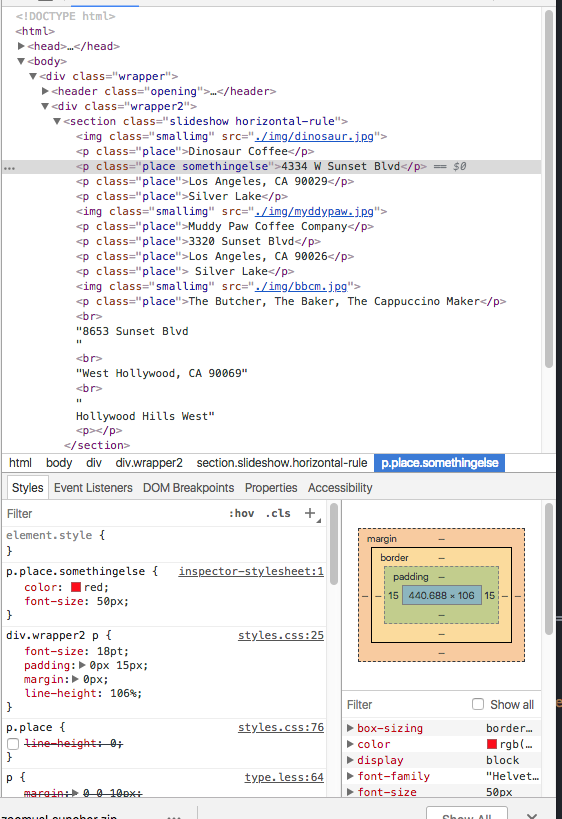 <!DOCTYPE html>
<html>
▶<head>…</head>
▼<body>
▼<div class="wrapper">
▶<header class="opening">…</header>
▼<div class="wrapper2">
▼<section class="slideshow horizontal-rule">
<img class="smallimg" src="./img/dinosaur.jpg">
<p class="place">Dinosaur Coffee</p>
… <p class="place somethingelse">4334 W Sunset Blvd</p> == $0
<p class="place">Los Angeles, CA 90029</p>
<p class="place">Silver Lake</p>
<img class="smallimg" src="./img/myddypaw.jpg">
<p class="place">Muddy Paw Coffee Company</p>
<p class="place">3320 Sunset Blvd</p>
<p class="place">Los Angeles, CA 90026</p>
<p class="place"> Silver Lake</p>
<img class="smallimg" src="./img/bbcm.jpg">
<p class="place">The Butcher, The Baker, The Cappuccino Maker</p>
<br>
"8653 Sunset Blvd
"
<br>
"West Hollywood, CA 90069"
<br>
"
Hollywood Hills West"
<p></p>
</section>
html body div div.wrapper2 section.slideshow.horizontal-rule p.place.somethingelse
Styles Event Listeners DOM Breakpoints Properties Accessibility
Filter :hov .cls +
element.style {
}
p.place.somethingelse { inspector-stylesheet:1
color: red;
font-size: 50px;
}
div.wrapper2 p { styles.css:25
font-size: 18pt;
padding:▶0px 15px;
margin:▶0px;
line-height: 106%;
}
p.place { styles.css:76
line-height: 0;
}
p { type.less:64
margin:▶0 0 10px;
margin –
border –
padding –
– – 15 440.688 × 106 15 – –
–
–
–
Filter Show all
▶box-sizing border…
▶color rgb(…
▶display block
▶font-family "Helvet…
▶font-size 50px
Show All